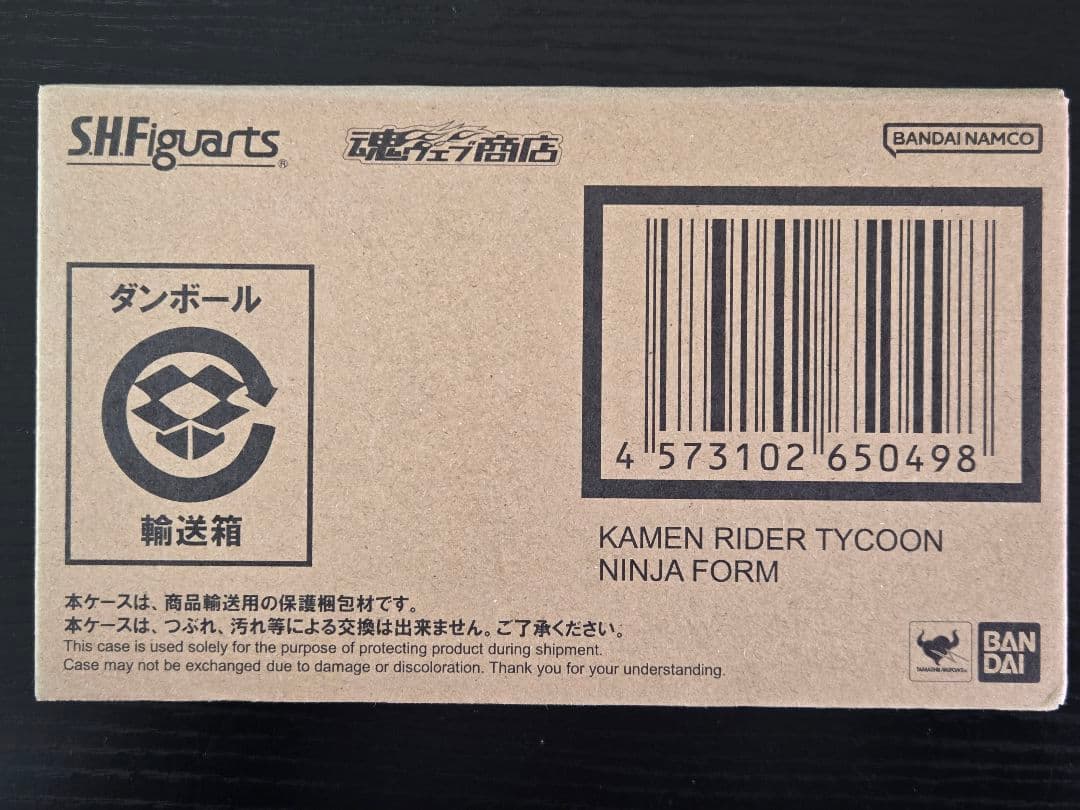 S.H.Figuarts®
魂ウェブ商店
BANDAI NAMCO
ダンボール
輸送箱
4 573102 650498
KAMEN RIDER TYCOON
NINJA FORM
本ケースは、商品輸送用の保護梱包材です。
本ケースは、つぶれ、汚れ等による交換は出来ません。ご了承ください。
This case is used solely for the purpose of protecting product during shipment.
Case may not be exchanged due to damage or discoloration. Thank you for your understanding.
TAMASHII NATIONS
BAN
DAI